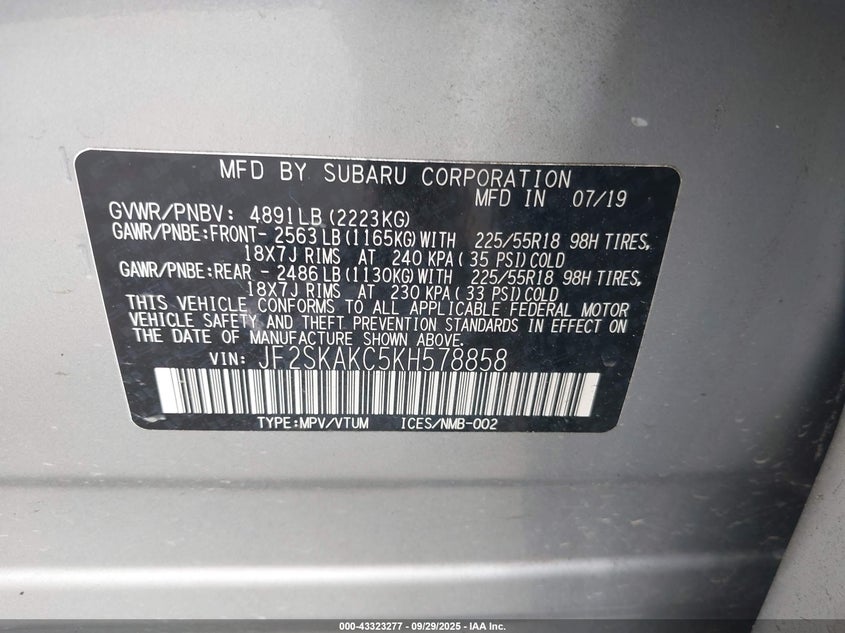 MFD BY SUBARU CORPORATION
MFD IN 07/19
GVWR/PNBV: 4891LB (2223KG)
GAWR/PNBE:FRONT- 2563 LB (1165KG) WITH 225/55R18 98H TIRES,
18X7J RIMS AT 240 KPA ( 35 PSI) COLD
GAWR/PNBE:REAR - 2486 LB (1130KG) WITH 225/55R18 98H TIRES,
18X7J RIMS AT 230 KPA ( 33 PSI) COLD
THIS VEHICLE CONFORMS TO ALL APPLICABLE FEDERAL MOTOR
VEHICLE SAFETY AND THEFT PREVENTION STANDARDS IN EFFECT ON
THE DATE OF MANUFACTURE SHOWN ABOVE.
VIN: JF2SKAKC5KH578858
TYPE:MPV/VTUM ICES/NMB-002
000-43323277 - 09/29/2025 - IAA Inc.